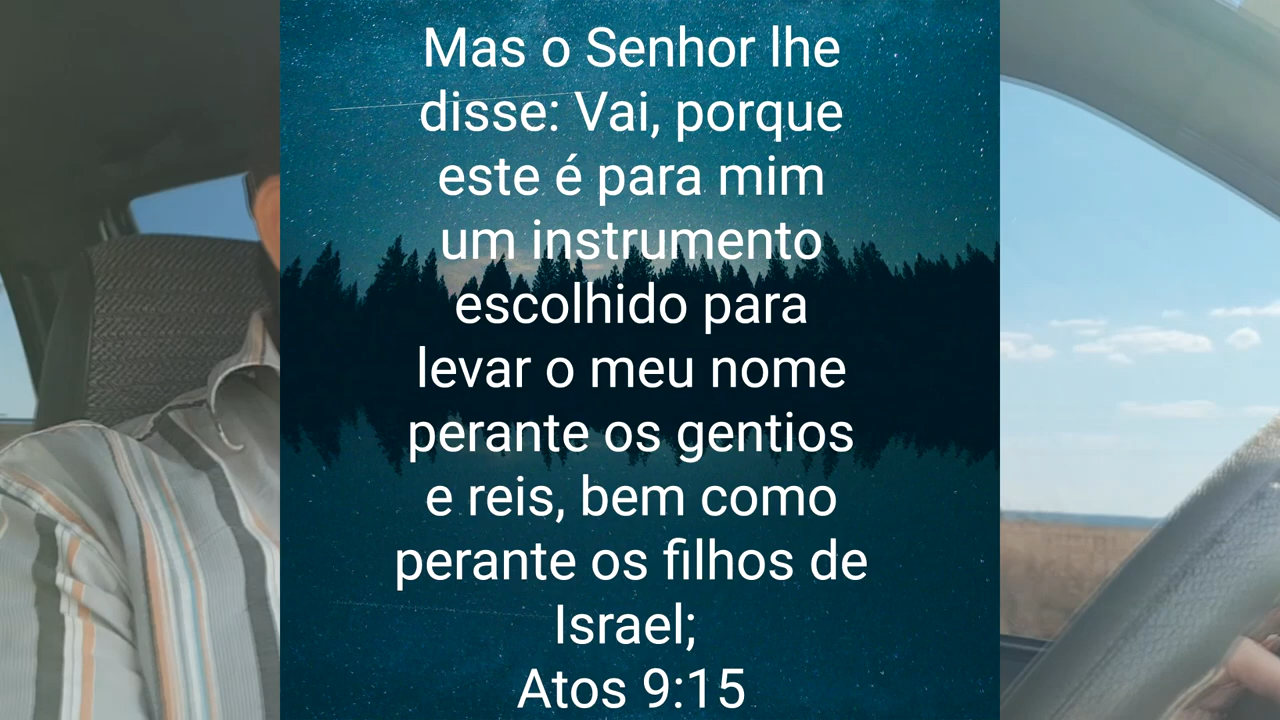 Mas o Senhor lhe
disse: Vai, porque
este é para mim
um instrumento
escolhido para
levar o meu nome
perante os gentios
e reis, bem como
perante os filhos de
Israel;
Atos 9:15